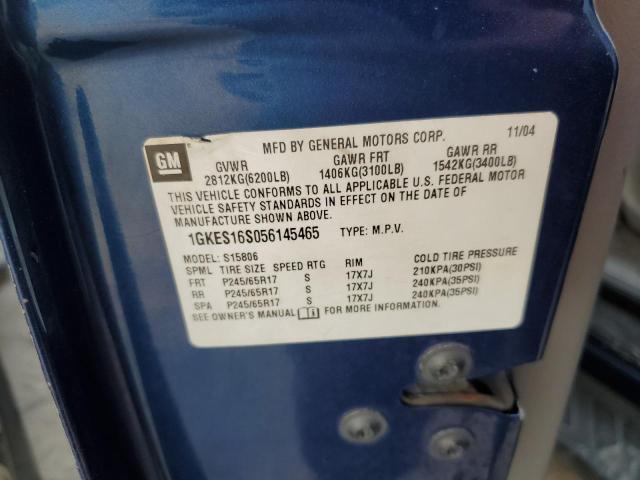 GM
MFD BY GENERAL MOTORS CORP. 11/04
GVWR GAWR FRT GAWR RR
2812KG(6200LB) 1406KG(3100LB) 1542KG(3400LB)
THIS VEHICLE CONFORMS TO ALL APPLICABLE U.S. FEDERAL MOTOR
VEHICLE SAFETY STANDARDS IN EFFECT ON THE DATE OF
MANUFACTURE SHOWN ABOVE.
1GKES16S056145465 TYPE: M.P.V.
MODEL: S15806
SPML TIRE SIZE SPEED RTG RIM COLD TIRE PRESSURE
FRT P245/65R17 S 17X7J 210KPA(30PSI)
RR P245/65R17 S 17X7J 240KPA(35PSI)
SPA P245/65R17 S 17X7J 240KPA(35PSI)
SEE OWNER'S MANUAL i FOR MORE INFORMATION.